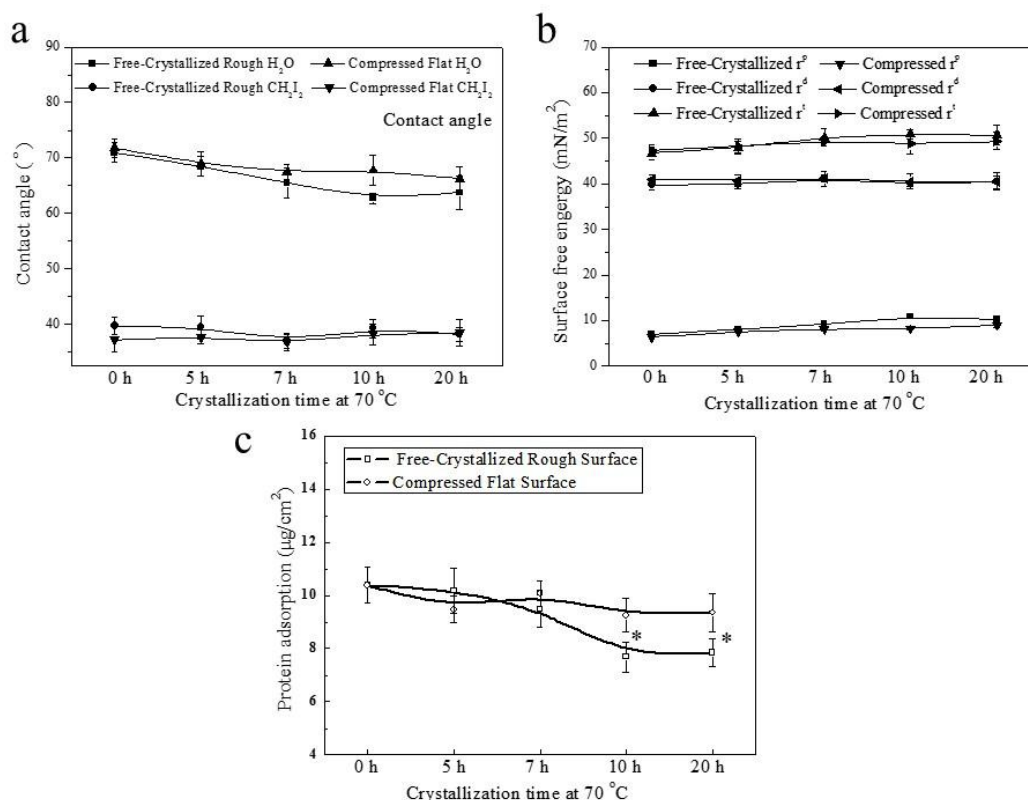 a
90
80
70
60
50
40
Contact angle (°)
Free-Crystallized Rough H₂O
Compressed Flat H₂O
Free-Crystallized Rough CH₂I₂
Compressed Flat CH₂I₂
Contact angle
0 h 5 h 7 h 10 h 20 h
Crystallization time at 70 °C
b
70
60
50
40
30
20
10
0
Surface free engergy (mN/m²)
Free-Crystallized rᵖ
Compressed rᵖ
Free-Crystallized rᵈ
Compressed rᵈ
Free-Crystallized rᵗ
Compressed rᵗ
0 h 5 h 7 h 10 h 20 h
Crystallization time at 70 °C
c
16
14
12
10
8
6
4
Protein adsorption (μg/cm²)
Free-Crystallized Rough Surface
Compressed Flat Surface
*
*
0 h 5 h 7 h 10 h 20 h
Crystallization time at 70 °C